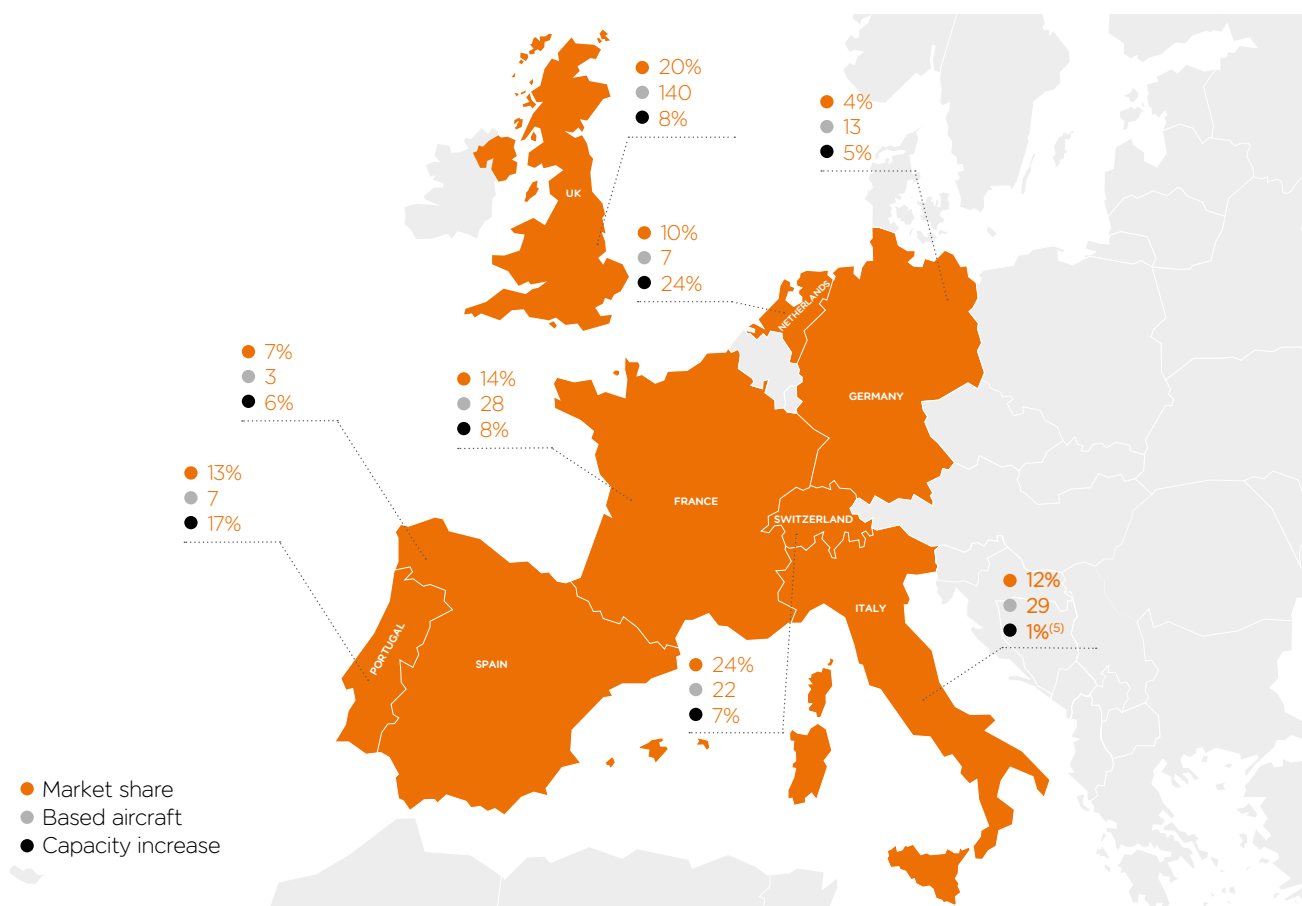 20%
140
8%
4%
13
5%
UK
10%
7
24%
NETHERLANDS
7%
3
6%
14%
28
8%
GERMANY
13%
7
17%
FRANCE
SWITZERLAND
12%
29
1%(5)
ITALY
PORTUGAL
SPAIN
24%
22
7%
Market share
Based aircraft
Capacity increase